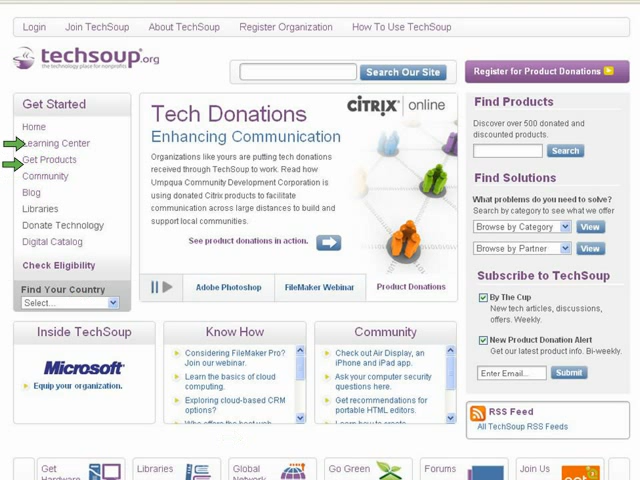 Login Join TechSoup About TechSoup Register Organization How To Use TechSoup
techsoup.org
the technology place for nonprofits
Search Our Site
Register for Product Donations
Get Started
Home
Learning Center
Get Products
Community
Blog
Libraries
Donate Technology
Digital Catalog
Check Eligibility
Find Your Country
Select...
CITRIX online
Tech Donations
Enhancing Communication
Organizations like yours are putting tech donations
received through TechSoup to work. Read how
Umpqua Community Development Corporation is
using donated Citrix products to facilitate
communication across large distances to build and
support local communities.
See product donations in action.
Adobe Photoshop FileMaker Webinar Product Donations
Find Products
Discover over 500 donated and
discounted products.
Search
Find Solutions
What problems do you need to solve?
Search by category to see what we offer
Browse by Category View
Browse by Partner View
Subscribe to TechSoup
By The Cup
New tech articles, discussions,
offers. Weekly.
New Product Donation Alert
Get our latest product info. Bi-weekly.
Enter Email... Submit
RSS Feed
All TechSoup RSS Feeds
Inside TechSoup
Microsoft
Equip your organization.
Know How
Considering FileMaker Pro?
Join our webinar.
Learn the basics of cloud
computing.
Exploring cloud-based CRM
options?
Who offers the best web
Community
Check out Air Display, an
iPhone and iPad app.
Ask your computer security
questions here.
Get recommendations for
portable HTML editors.
Learn how to create
Get
Hardware
Libraries
Global
Network
Go Green
Forums
Join Us